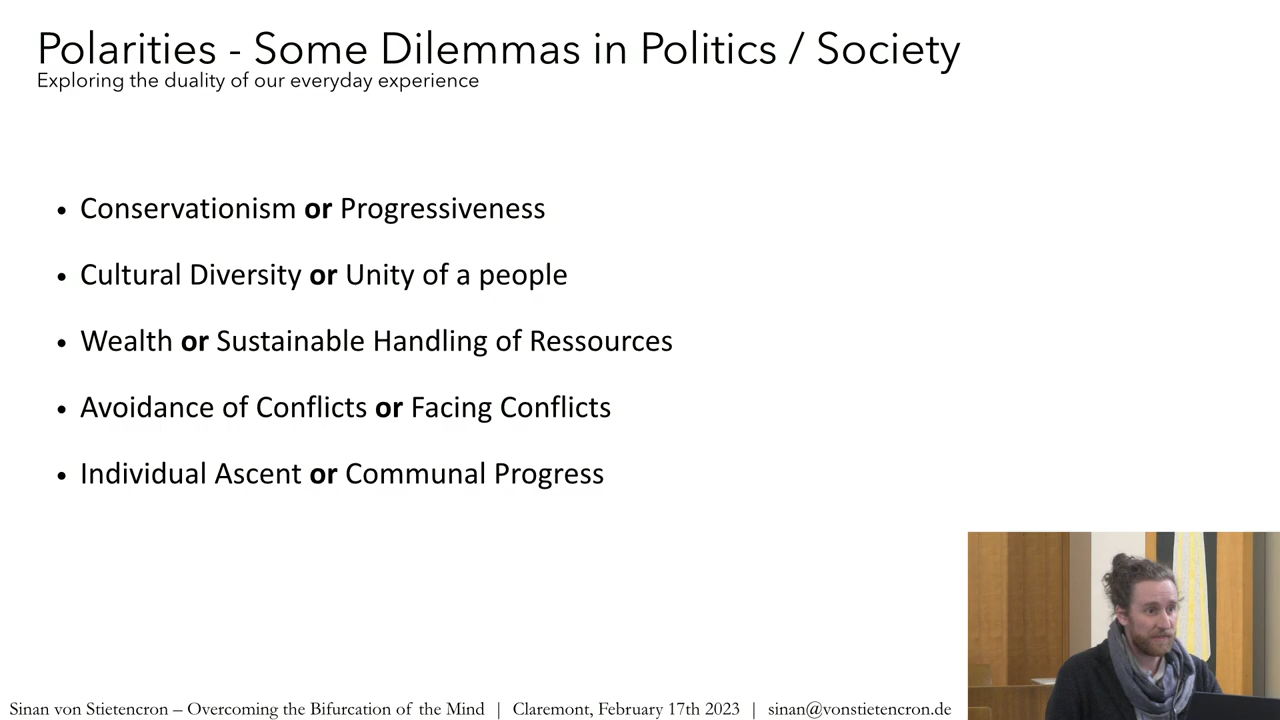 Polarities - Some Dilemmas in Politics / Society
Exploring the duality of our everyday experience
• Conservationism or Progressiveness
• Cultural Diversity or Unity of a people
• Wealth or Sustainable Handling of Ressources
• Avoidance of Conflicts or Facing Conflicts
• Individual Ascent or Communal Progress
Sinan von Stietencron – Overcoming the Bifurcation of the Mind | Claremont, February 17th 2023 | sinan@vonstietencron.de